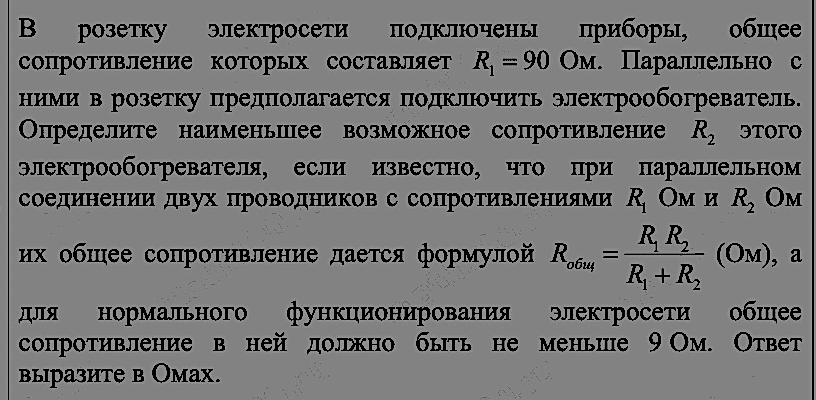 В розетку электросети подключены приборы, общее
сопротивление которых составляет R₁ = 90 Ом. Параллельно с
ними в розетку предполагается подключить электрообогреватель.
Определите наименьшее возможное сопротивление R₂ этого
электрообогревателя, если известно, что при параллельном
соединении двух проводников с сопротивлениями R₁ Ом и R₂ Ом
их общее сопротивление дается формулой Rобщ = R₁ R₂ / R₁ + R₂ (Ом), а
для нормального функционирования электросети общее
сопротивление в ней должно быть не меньше 9 Ом. Ответ
выразите в Омах.